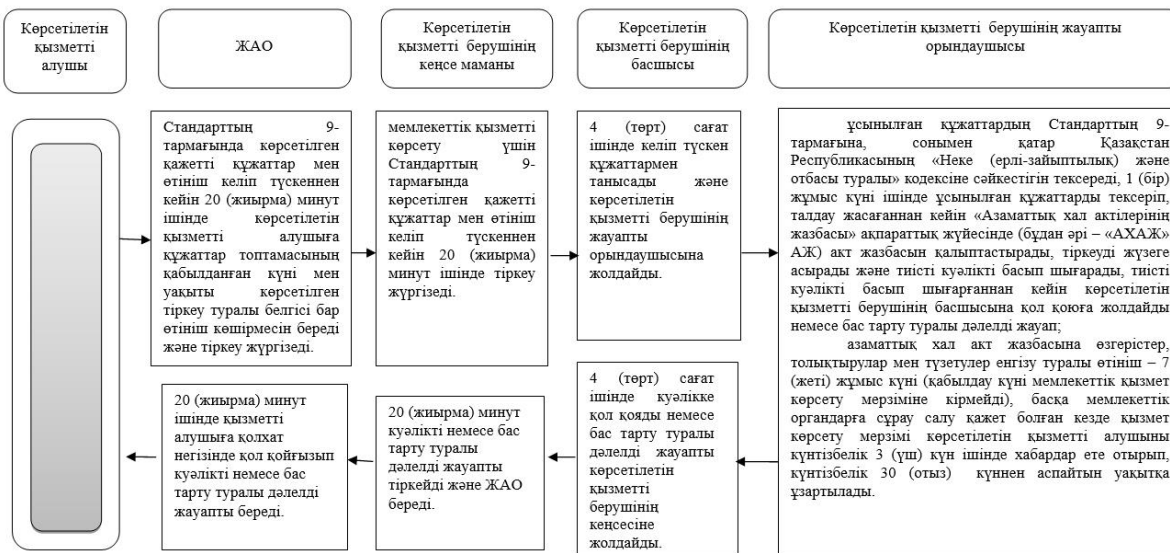 Көрсетілетін
қызметті
алушы
ЖАО
Көрсетілетін
қызметті берушінің
кеңсе маманы
Көрсетілетін
қызметті берушінің
басшысы
Көрсетілетін қызметті берушінің жауапты
орындаушысы
Стандарттың 9-
тармағында көрсетілген
қажетті құжаттар мен
өтініш келіп түскеннен
кейін 20 (жиырма) минут
ішінде көрсетілетін
қызметті алушыға
құжаттар топтамасының
қабылданған күні мен
уақыты көрсетілген
тіркеу туралы белгісі бар
өтініш көшірмесін береді
және тіркеу жүргізеді.
мемлекеттік қызметті
көрсету үшін
Стандарттың 9-
тармағында
көрсетілген қажетті
құжаттар мен өтініш
келіп түскеннен
кейін 20 (жиырма)
минут ішінде тіркеу
жүргізеді.
4 (төрт) сағат
ішінде келіп түскен
құжаттармен
танысады және
көрсетілетін
қызметті берушінің
жауапты
орындаушысына
жолдайды.
ұсынылған құжаттардың Стандарттың 9-
тармағына, сонымен қатар Қазақстан
Республикасының «Неке (ерлі-зайыптылық) және
отбасы туралы» кодексіне сәйкестігін тексереді, 1 (бір)
жұмыс күні ішінде ұсынылған құжаттарды тексеріп,
талдау жасағаннан кейін «Азаматтық хал актілерінің
жазбасы» ақпараттық жүйесінде (бұдан әрі – «АХАЖ»
АЖ) акт жазбасын қалыптастырады, тіркеуді жүзеге
асырады және тиісті куәлікті басып шығарады, тиісті
куәлікті басып шығарғаннан кейін көрсетілетін
қызметті берушінің басшысына қол қоюға жолдайды
немесе бас тарту туралы дәлелді жауап;
азаматтық хал акт жазбасына өзгерістер,
толықтырулар мен түзетулер енгізу туралы өтініш – 7
(жеті) жұмыс күні (қабылдау күні мемлекеттік қызмет
көрсету мерзіміне кірмейді), басқа мемлекеттік
органдарға сұрау салу қажет болған кезде қызмет
көрсету мерзімі көрсетілетін қызметті алушыны
күнтізбелік 3 (үш) күн ішінде хабардар ете отырып,
күнтізбелік 30 (отыз) күннен аспайтын уақытқа
ұзартылады.
20 (жиырма) минут
ішінде қызметті
алушыға қолхат
негізінде қол қойғызып
куәлікті немесе бас
тарту туралы дәлелді
жауапты береді.
20 (жиырма) минут
куәлікті немесе бас
тарту туралы
дәлелді жауапты
тіркейді және ЖАО
береді.
4 (төрт) сағат
ішінде куәлікке
қол қояды немесе
бас тарту туралы
дәлелді жауапты
көрсетілетін
қызметті
берушінің
кеңсесіне
жолдайды.